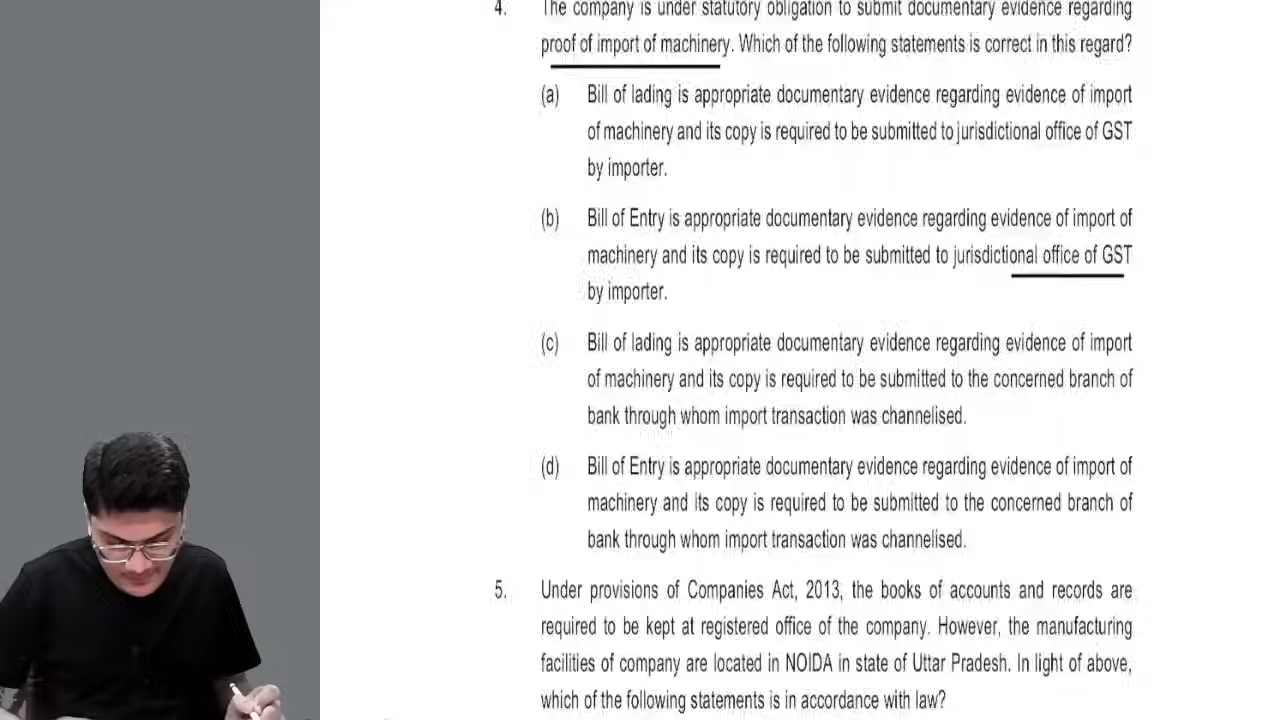 4. The company is under statutory obligation to submit documentary evidence regarding
proof of import of machinery. Which of the following statements is correct in this regard?
(a) Bill of lading is appropriate documentary evidence regarding evidence of import
of machinery and its copy is required to be submitted to jurisdictional office of GST
by importer.
(b) Bill of Entry is appropriate documentary evidence regarding evidence of import of
machinery and its copy is required to be submitted to jurisdictional office of GST
by importer.
(c) Bill of lading is appropriate documentary evidence regarding evidence of import
of machinery and its copy is required to be submitted to the concerned branch of
bank through whom import transaction was channelised.
(d) Bill of Entry is appropriate documentary evidence regarding evidence of import of
machinery and its copy is required to be submitted to the concerned branch of
bank through whom import transaction was channelised.
5. Under provisions of Companies Act, 2013, the books of accounts and records are
required to be kept at registered office of the company. However, the manufacturing
facilities of company are located in NOIDA in state of Uttar Pradesh. In light of above,
which of the following statements is in accordance with law?